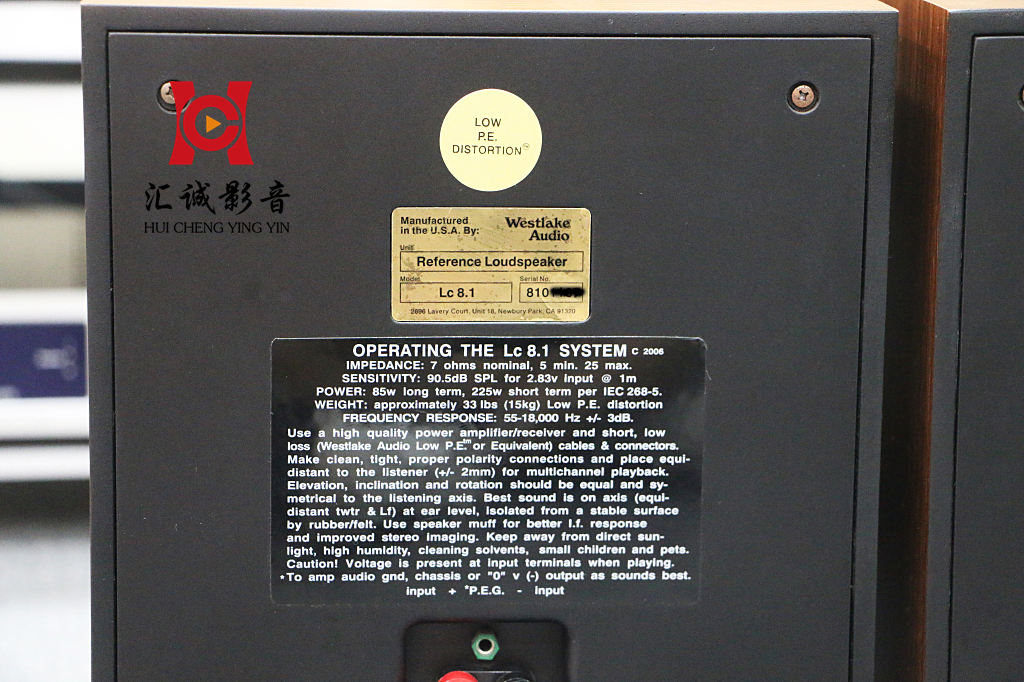 汇诚影音
HUI CHENG YING YIN
LOW
P.E.
DISTORTION™
Manufactured
in the U.S.A. By:
Westlake
Audio
Unit
Reference Loudspeaker
Model
Serial No.
Lc 8.1
810
2696 Lavery Court, Unit 18, Newbury Park, CA 91320
OPERATING THE Lc 8.1 SYSTEM C 2006
IMPEDANCE: 7 ohms nominal, 5 min. 25 max.
SENSITIVITY: 90.5dB SPL for 2.83v input @ 1m
POWER: 85w long term, 225w short term per IEC 268-5.
WEIGHT: approximately 33 lbs (15kg) Low P.E. distortion
FREQUENCY RESPONSE: 55-18,000 Hz +/- 3dB.
Use a high quality power amplifier/receiver and short, low
loss (Westlake Audio Low P.E.tm or Equivalent) cables & connectors.
Make clean, tight, proper polarity connections and place equi-
distant to the listener (+/- 2mm) for multichannel playback.
Elevation, inclination and rotation should be equal and sy-
metrical to the listening axis. Best sound is on axis (equi-
distant twtr & Lf) at ear level, isolated from a stable surface
by rubber/felt. Use speaker muff for better l.f. response
and improved stereo imaging. Keep away from direct sun-
light, high humidity, cleaning solvents, small children and pets.
Caution! Voltage is present at input terminals when playing.
*To amp audio gnd, chassis or "0" v (-) output as sounds best.
input + *P.E.G. - input